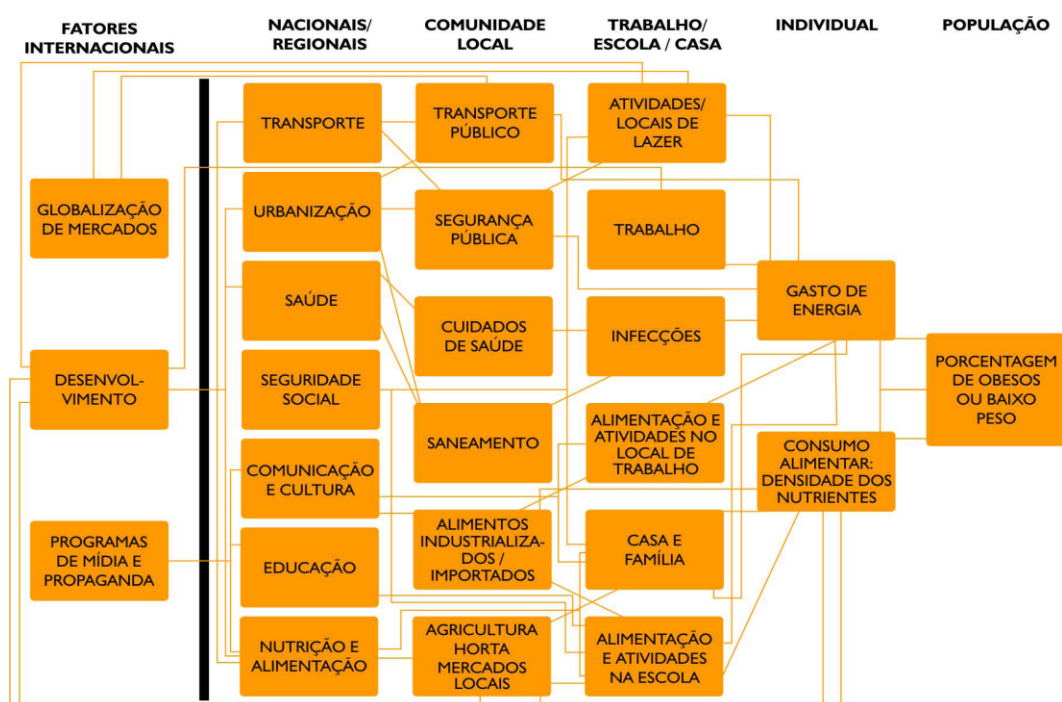 FATORES
INTERNACIONAIS
NACIONAIS/
REGIONAIS
COMUNIDADE
LOCAL
TRABALHO/
ESCOLA / CASA
INDIVIDUAL
POPULAÇÃO
GLOBALIZAÇÃO
DE MERCADOS
DESENVOL-
VIMENTO
PROGRAMAS
DE MÍDIA E
PROPAGANDA
TRANSPORTE
URBANIZAÇÃO
SAÚDE
SEGURIDADE
SOCIAL
COMUNICAÇÃO
E CULTURA
EDUCAÇÃO
NUTRIÇÃO E
ALIMENTAÇÃO
TRANSPORTE
PÚBLICO
SEGURANÇA
PÚBLICA
CUIDADOS
DE SAÚDE
SANEAMENTO
ALIMENTOS
INDUSTRIALIZA-
DOS /
IMPORTADOS
AGRICULTURA
HORTA
MERCADOS
LOCAIS
ATIVIDADES/
LOCAIS DE
LAZER
TRABALHO
INFECÇÕES
ALIMENTAÇÃO E
ATIVIDADES NO
LOCAL DE
TRABALHO
CASA E
FAMÍLIA
ALIMENTAÇÃO
E ATIVIDADES
NA ESCOLA
GASTO DE
ENERGIA
CONSUMO
ALIMENTAR:
DENSIDADE DOS
NUTRIENTES
PORCENTAGEM
DE OBESOS
OU BAIXO
PESO